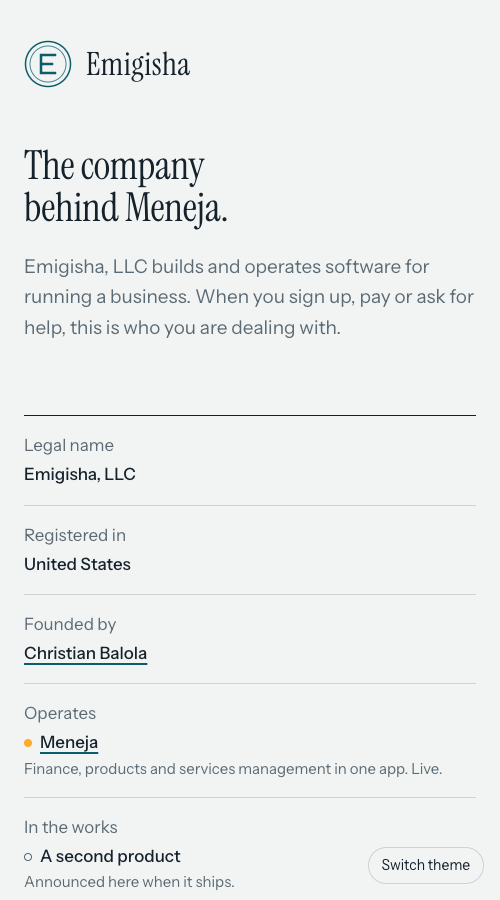 E Emigisha
The company
behind Meneja.
Emigisha, LLC builds and operates software for
running a business. When you sign up, pay or ask for
help, this is who you are dealing with.
Legal name
Emigisha, LLC
Registered in
United States
Founded by
Christian Balola
Operates
Meneja
Finance, products and services management in one app. Live.
In the works
A second product
Announced here when it ships.
Switch theme